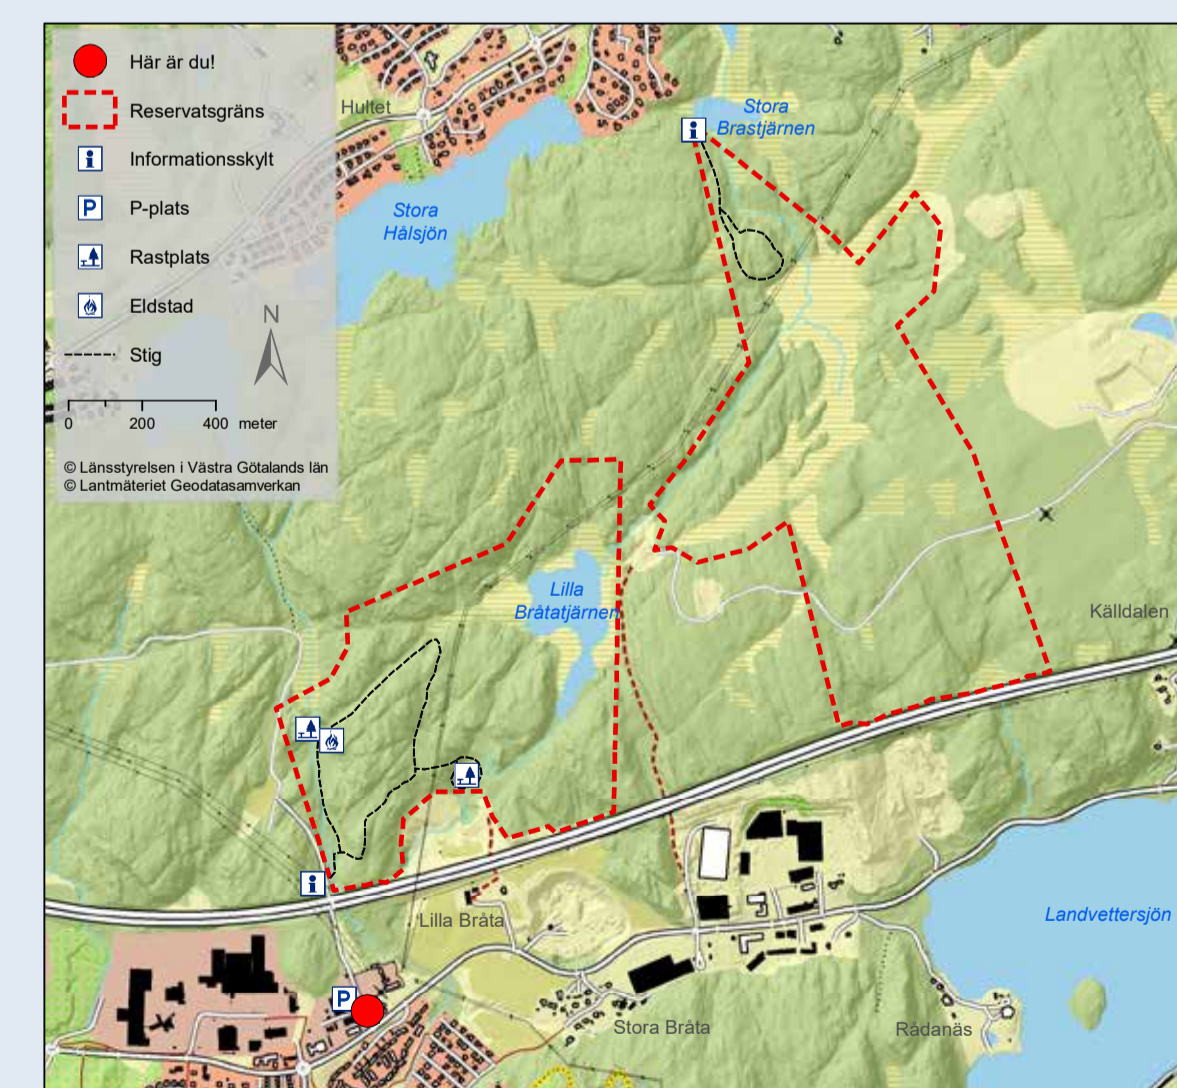 Här är du!
Reservatsgräns
Informationsskylt
P-plats
Rastplats
Eldstad
Stig
N
0 200 400 meter
© Länsstyrelsen i Västra Götalands län
© Lantmäteriet Geodatasamverkan
Hultet
Stora
Brastjärnen
Stora
Hålsjön
Lilla
Bråtatjärnen
Källdalen
Lilla Bråta
Landvettersjön
P
Stora Bråta
Rådanäs